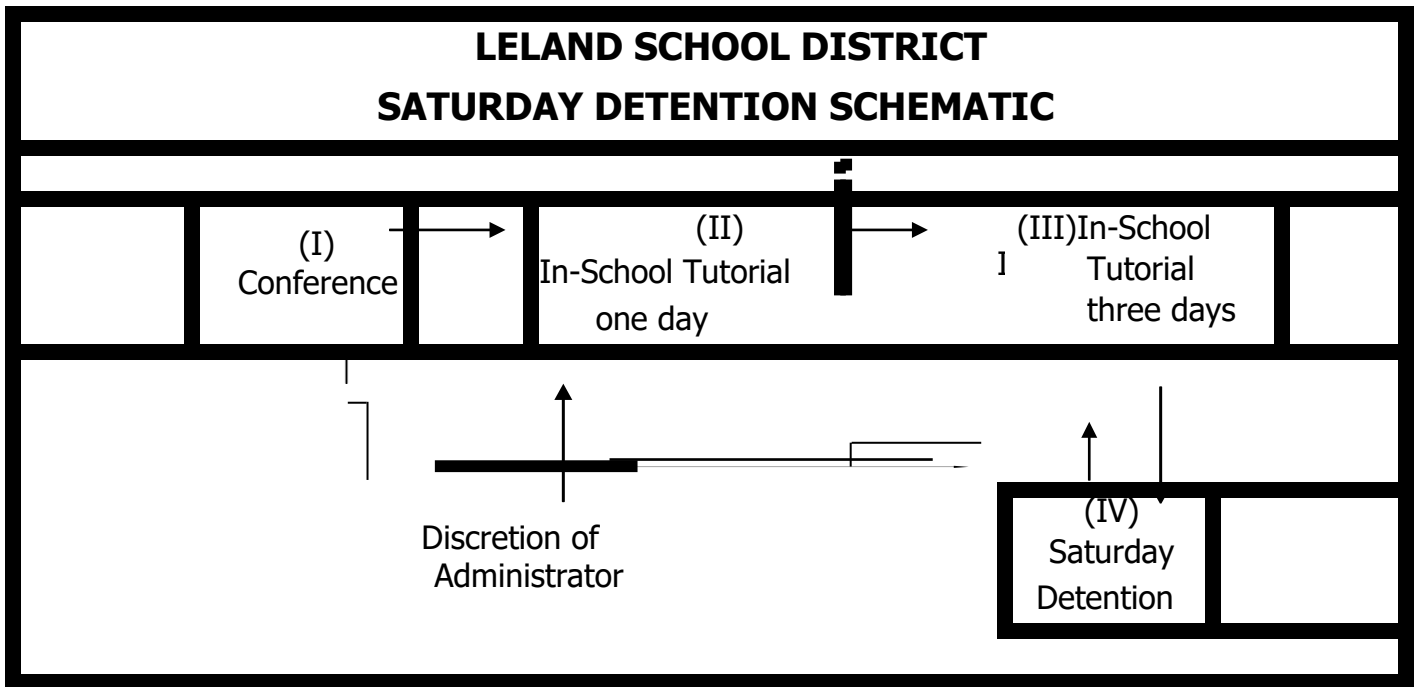 LELAND SCHOOL DISTRICT
SATURDAY DETENTION SCHEMATIC
(I)
Conference
(II)
In-School Tutorial
one day
(III)In-School
Tutorial
three days
Discretion of
Administrator
(IV)
Saturday
Detention